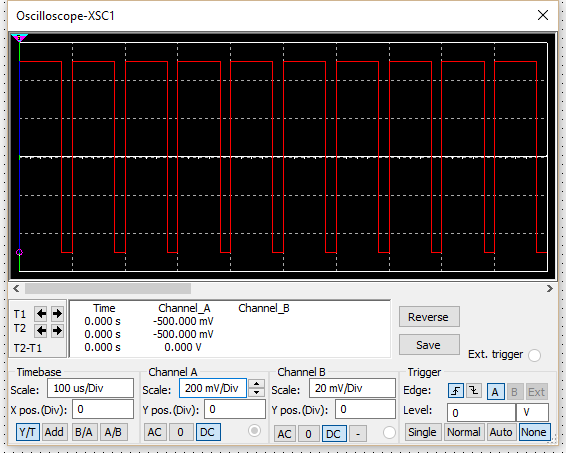 Oscilloscope-XSC1
Time Channel_A Channel_B
T1 0.000 s -500.000 mV
T2 0.000 s -500.000 mV
T2-T1 0.000 s 0.000 V
Reverse
Save
Ext. trigger
Timebase
Scale: 100 us/Div
X pos.(Div): 0
Y/T Add B/A A/B
Channel A
Scale: 200 mV/Div
Y pos.(Div): 0
AC 0 DC
Channel B
Scale: 20 mV/Div
Y pos.(Div): 0
AC 0 DC -
Trigger
Edge: A B Ext
Level: 0 V
Single Normal Auto None